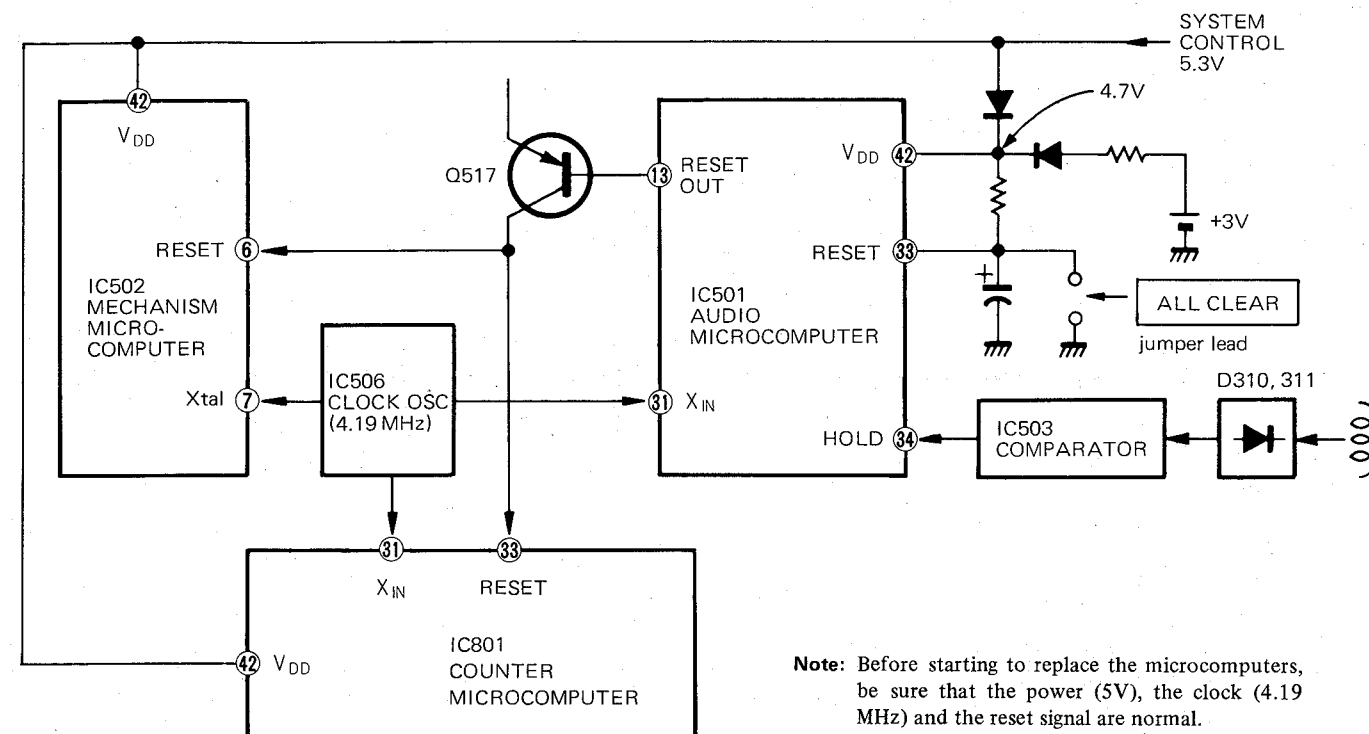 SYSTEM
CONTROL
5.3V
4.7V
42
VDD
Q517
13
RESET
OUT
VDD
42
+3V
RESET
6
RESET
33
IC502
MECHANISM
MICRO-
COMPUTER
IC501
AUDIO
MICROCOMPUTER
+
ALL CLEAR
jumper lead
Xtal
7
IC506
CLOCK OSC
(4.19 MHz)
31
XIN
HOLD
34
IC503
COMPARATOR
D310, 311
31
33
XIN
RESET
42
VDD
IC801
COUNTER
MICROCOMPUTER
Note: Before starting to replace the microcomputers,
be sure that the power (5V), the clock (4.19
MHz) and the reset signal are normal.